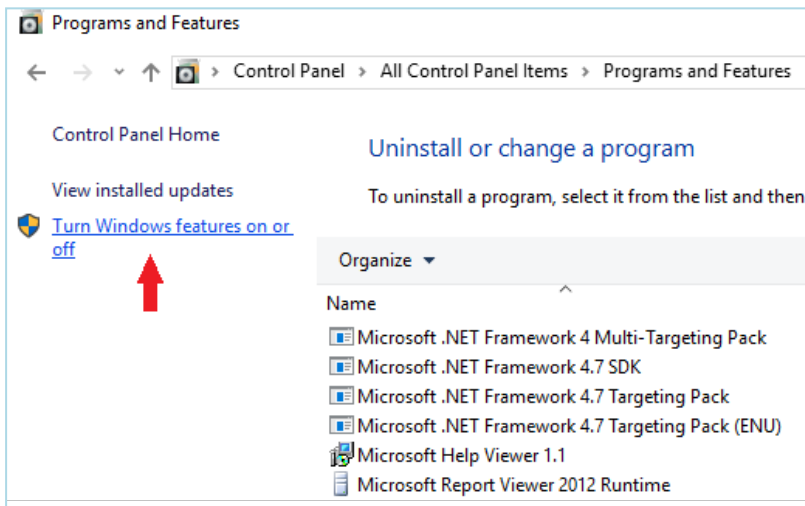 Programs and Features
Control Panel > All Control Panel Items > Programs and Features
Control Panel Home
View installed updates
Turn Windows features on or
off
Uninstall or change a program
To uninstall a program, select it from the list and then
Organize
Name
Microsoft .NET Framework 4 Multi-Targeting Pack
Microsoft .NET Framework 4.7 SDK
Microsoft .NET Framework 4.7 Targeting Pack
Microsoft .NET Framework 4.7 Targeting Pack (ENU)
Microsoft Help Viewer 1.1
Microsoft Report Viewer 2012 Runtime